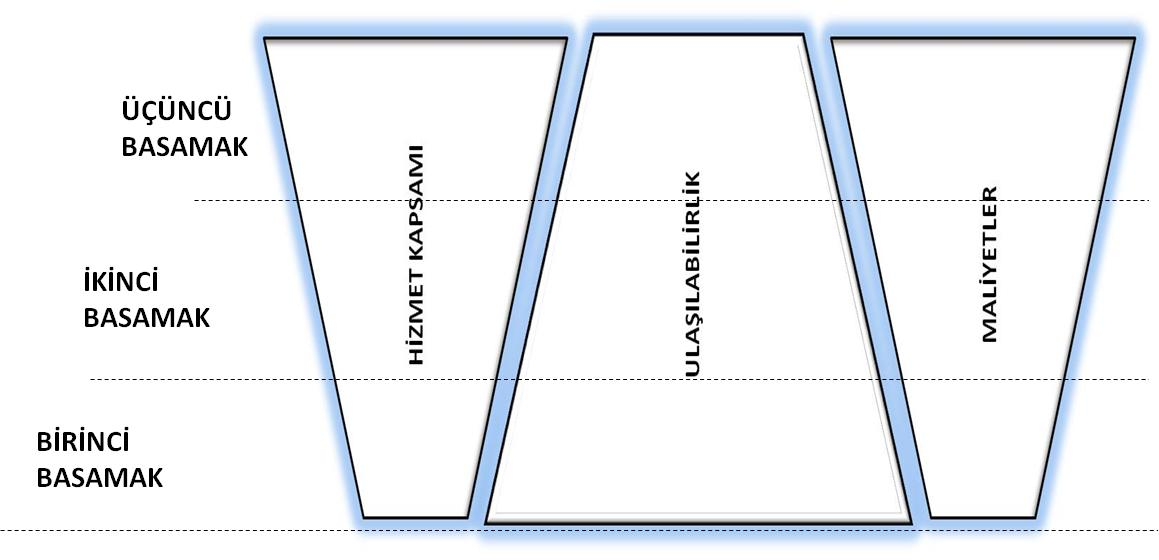 ÜÇÜNCÜ
BASAMAK
İKİNCİ
BASAMAK
BİRİNCİ
BASAMAK
HİZMET KAPSAMI
ULAŞILABİLİRLİK
MALİYETLER